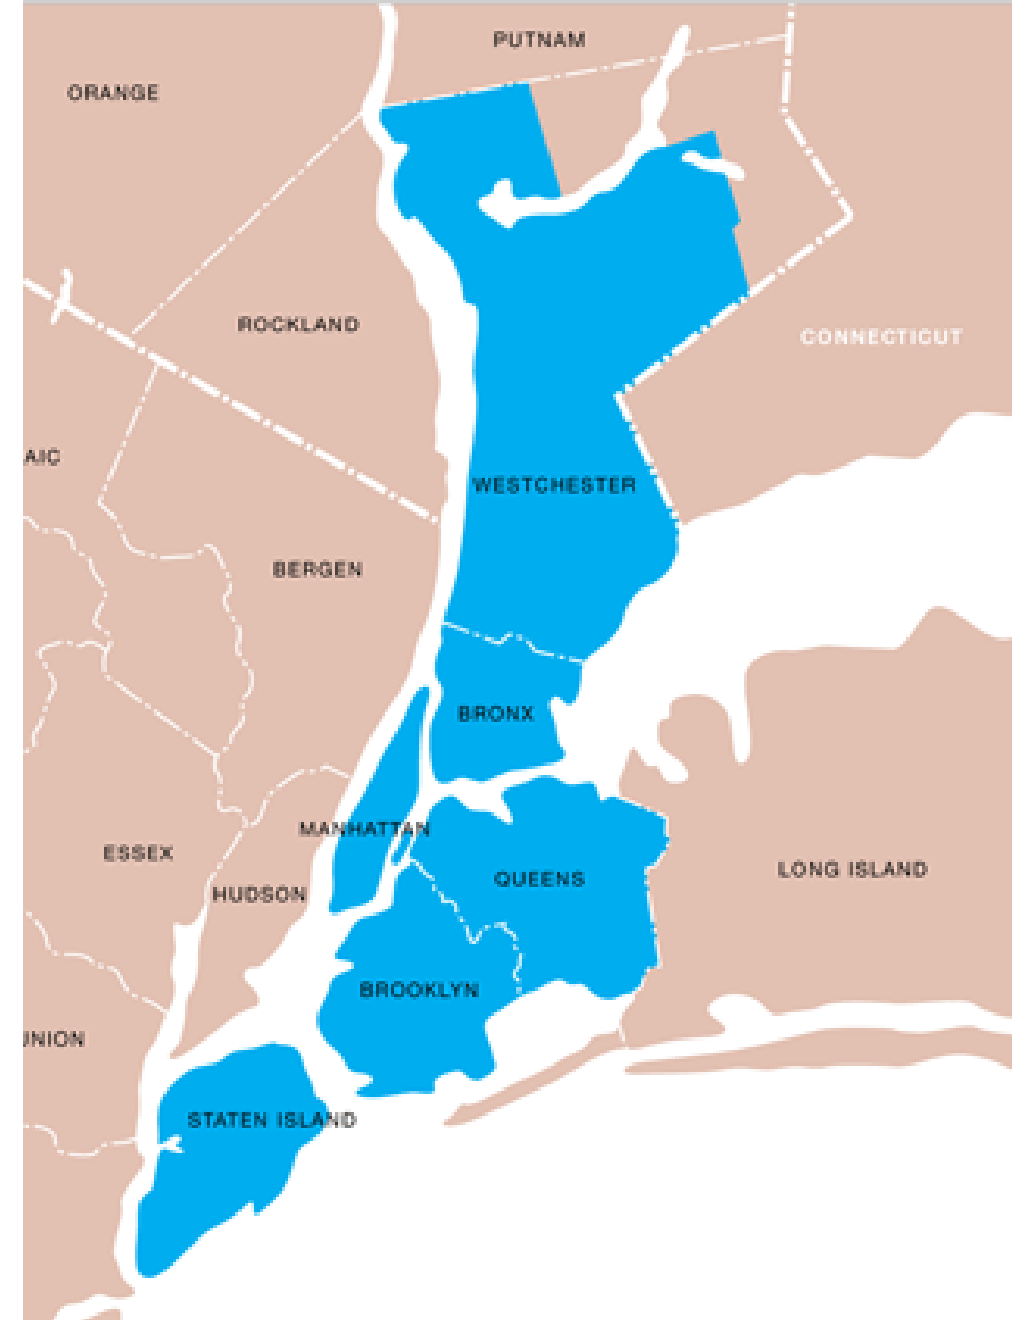 PUTNAM
ORANGE
ROCKLAND
CONNECTICUT
AIC
WESTCHESTER
BERGEN
BRONX
MANHATTAN
ESSEX
LONG ISLAND
QUEENS
HUDSON
BROOKLYN
UNION
STATEN ISLAND